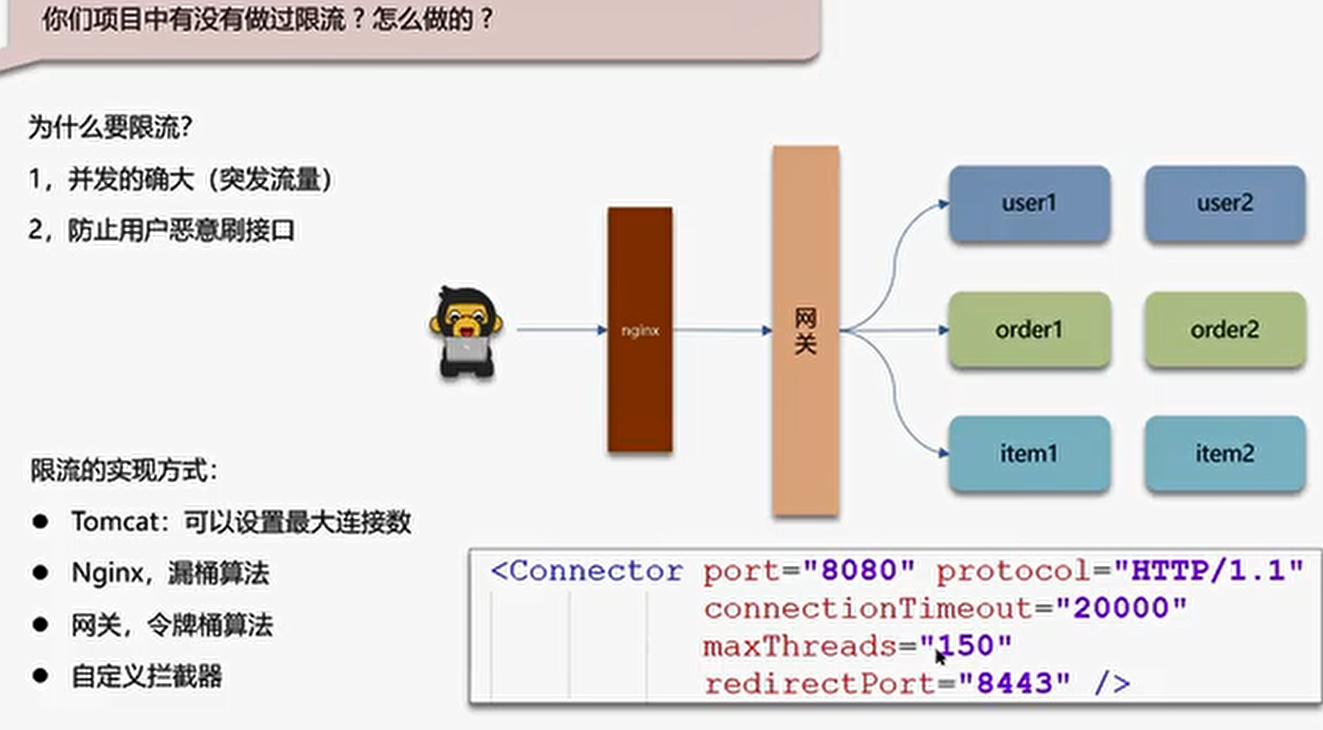 你们项目中有没有做过限流？怎么做的？
为什么要限流？
1，并发的确大（突发流量）
2，防止用户恶意刷接口
nginx
网关
user1
user2
order1
order2
item1
item2
限流的实现方式：
● Tomcat：可以设置最大连接数
● Nginx，漏桶算法
● 网关，令牌桶算法
● 自定义拦截器
<Connector port="8080" protocol="HTTP/1.1"
connectionTimeout="20000"
maxThreads="150"
redirectPort="8443" />